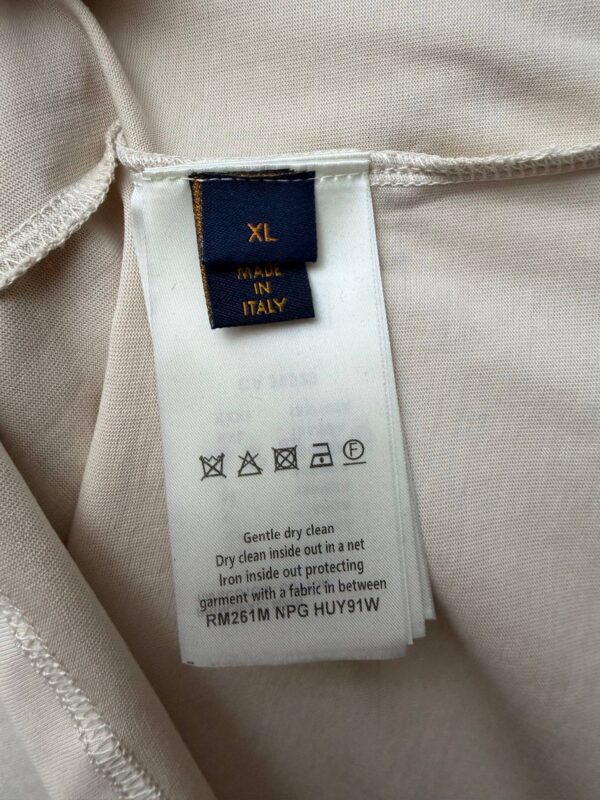 XL
MADE
IN
ITALY
F
Gentle dry clean
Dry clean inside out in a net
Iron inside out protecting
garment with a fabric in between
RM261M NPG HUY91W